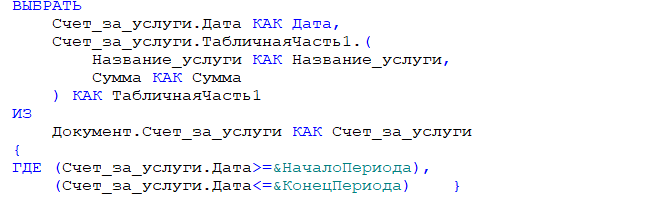 ВЫБРАТЬ
Счет_за_услуги.Дата КАК Дата,
Счет_за_услуги.ТабличнаяЧасть1.(
Название_услуги КАК Название_услуги,
Сумма КАК Сумма
) КАК ТабличнаяЧасть1
ИЗ
Документ.Счет_за_услуги КАК Счет_за_услуги
{
ГДЕ (Счет_за_услуги.Дата>=&НачалоПериода),
(Счет_за_услуги.Дата<=&КонецПериода) }